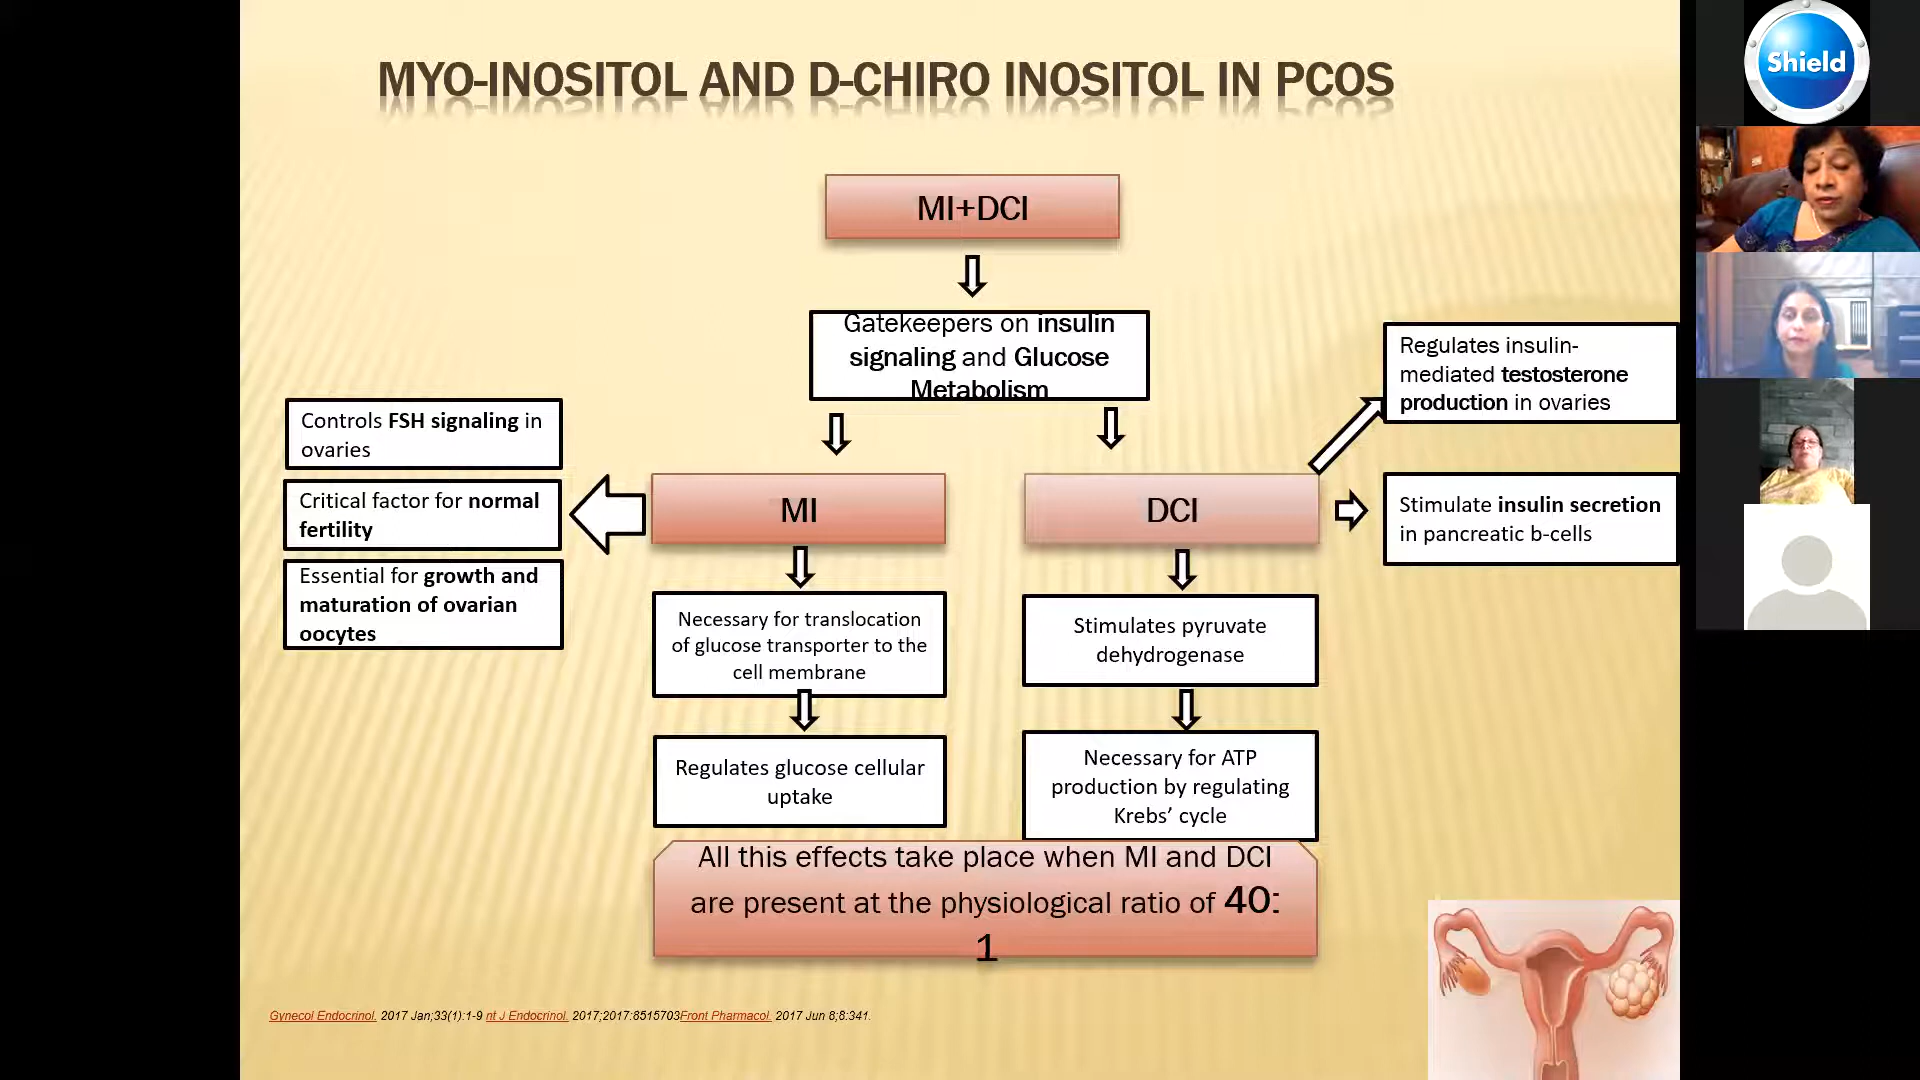 MYO-INOSITOL AND D-CHIRO INOSITOL IN PCOS
Shield
MI+DCI
Gatekeepers on insulin
signaling and Glucose
Metabolism
Regulates insulin-
mediated testosterone
production in ovaries
Controls FSH signaling in
ovaries
Critical factor for normal
fertility
Essential for growth and
maturation of ovarian
oocytes
MI
DCI
Stimulate insulin secretion
in pancreatic b-cells
Necessary for translocation
of glucose transporter to the
cell membrane
Stimulates pyruvate
dehydrogenase
Regulates glucose cellular
uptake
Necessary for ATP
production by regulating
Krebs’ cycle
All this effects take place when MI and DCI
are present at the physiological ratio of 40:
1
Gynecol Endocrinol. 2017 Jan;33(1):1-9 nt J Endocrinol. 2017;2017:8515703Front Pharmacol. 2017 Jun 8;8:341.